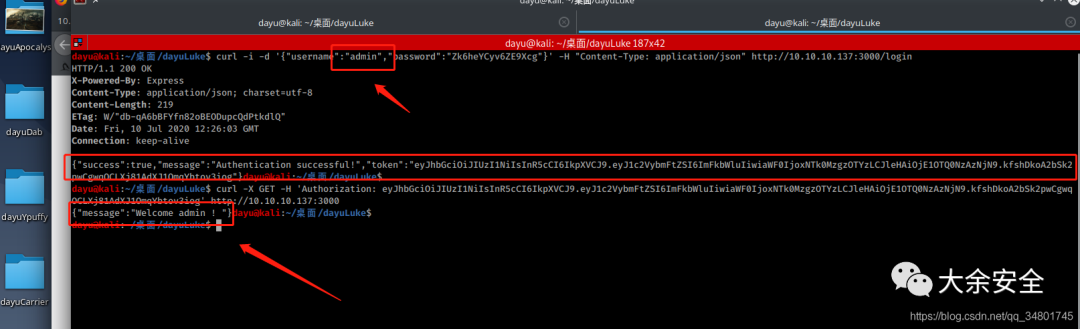 dayu@kali: ~/桌面/dayuLuke
dayu@kali: ~/桌面/dayuLuke
dayu@kali: ~/桌面/dayuLuke
dayu@kali: ~/桌面/dayuLuke 187x42
dayu@kali:~/桌面/dayuLuke$ curl -i -d '{"username":"admin","password":"Zk6heYCyv6ZE9Xcg"}' -H "Content-Type: application/json" http://10.10.10.137:3000/login
HTTP/1.1 200 OK
X-Powered-By: Express
Content-Type: application/json; charset=utf-8
Content-Length: 219
ETag: W/"db-qA6bBFYfn82oBEODupcQdPtkdlQ"
Date: Fri, 10 Jul 2020 12:26:03 GMT
Connection: keep-alive
{"success":true,"message":"Authentication successful!","token":"eyJhbGciOiJIUzI1NiIsInR5cCI6IkpXVCJ9.eyJ1c2VybmFtZSI6ImFkbWluIiwiaWF0IjoxNTk0MzgzOTYzLCJleHAiOjE1OTQ0NzAzNjN9.kfshDkoA2bSk2
pwCgwqQCLXj81AdXJ1OmqYbtov3iog"}dayu@kali:~/桌面/dayuLuke$
dayu@kali:~/桌面/dayuLuke$ curl -X GET -H 'Authorization: eyJhbGciOiJIUzI1NiIsInR5cCI6IkpXVCJ9.eyJ1c2VybmFtZSI6ImFkbWluIiwiaWF0IjoxNTk0MzgzOTYzLCJleHAiOjE1OTQ0NzAzNjN9.kfshDkoA2bSk2pwCgwq
QCLXj81AdXJ1OmqYbtov3iog' http://10.10.10.137:3000
{"message":"Welcome admin ! "}dayu@kali:~/桌面/dayuLuke$
dayu@kali:~/桌面/dayuLuke$
ayuApocalys
dayuDab
dayuYpuffy
dayuCarrier
大余安全
https://blog.csdn.net/qq_34801745